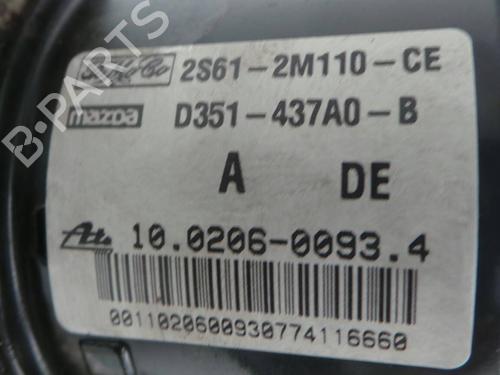 2S61-2M110-CE
mazda D351-437A0-B
A DE
Ate 10.0206-0093.4
0011020600930774116660
B-PARTS